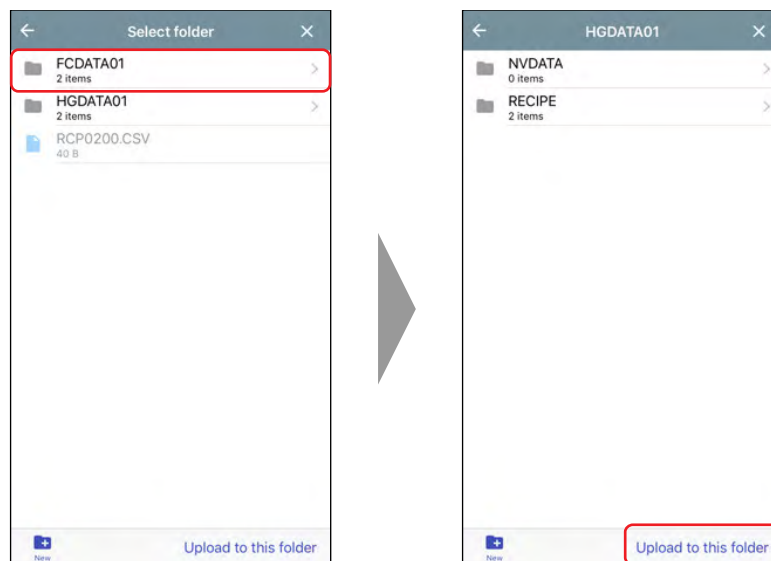 Select folder
FCDATA01
2 items
HGDATA01
2 items
RCP0200.CSV
40 B
New
Upload to this folder
HGDATA01
NVDATA
0 items
RECIPE
2 items
New
Upload to this folder